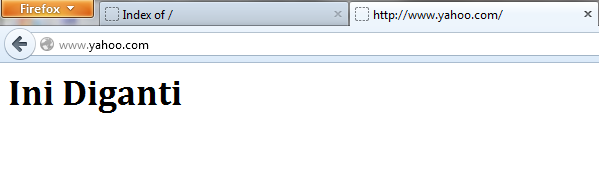 Firefox
Index of /
http://www.yahoo.com/
www.yahoo.com
Ini Diganti